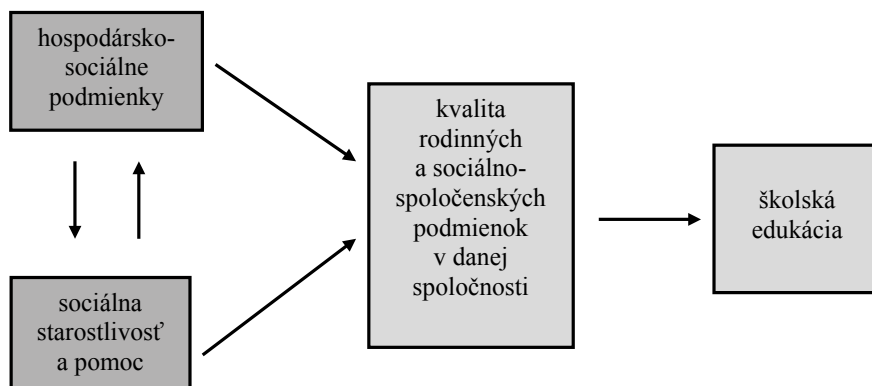 hospodársko-
sociálne
podmienky
kvalita
rodinných
a sociálno-
spoločenských
podmienok
v danej
spoločnosti
školská
edukácia
sociálna
starostlivosť
a pomoc